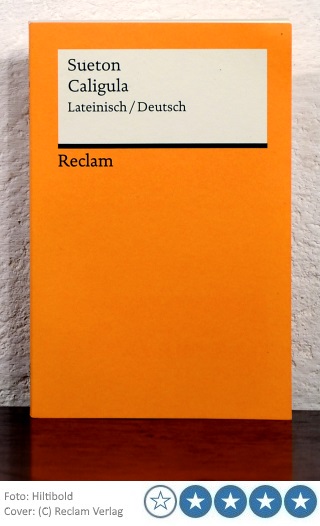 Sueton
Caligula
Lateinisch / Deutsch
Reclam
Foto: Hiltibold
Cover: (C) Reclam Verlag